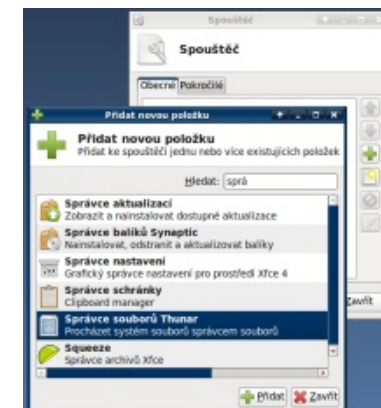 Spouštěč
Spouštěč
Obecné Pokročilé
Přidat novou položku
Přidat novou položku
Přidat ke spouštěči jednu nebo více existujících položek
Hledat: sprá
Správce aktualizací
Zobrazit a nainstalovat dostupné aktualizace
Správce balíků Synaptic
Nainstalovat, odstranit a aktualizovat balíky
Správce nastavení
Grafický správce nastavení pro prostředí Xfce 4
Správce schránky
Clipboard manager
Zavřít
Správce souborů Thunar
Procházet systém souborů správcem souborů
Squeeze
Správce archivů Xfce
Přidat Zavřít